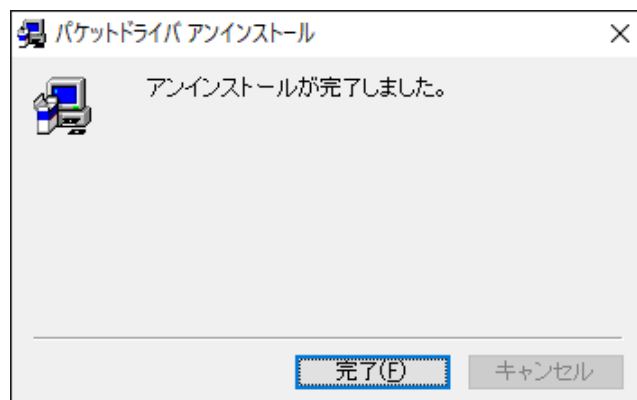 パケットドライバ アンインストール
アンインストールが完了しました。
完了(F)
キャンセル